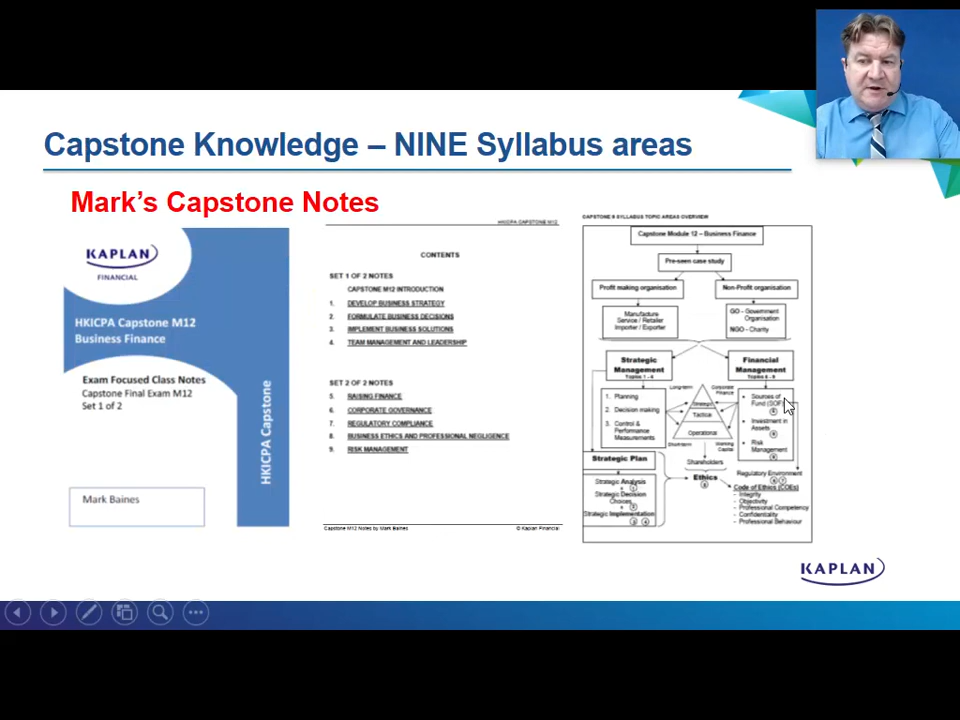 Capstone Knowledge – NINE Syllabus areas
Mark's Capstone Notes
KAPLAN
FINANCIAL
HKICPA Capstone M12
Business Finance
Exam Focused Class Notes
Capstone Final Exam M12
Set 1 of 2
HKICPA Capstone
Mark Baines
HKICPA CAPSTONE M12
CONTENTS
SET 1 OF 2 NOTES
CAPSTONE M12 INTRODUCTION
1. DEVELOP BUSINESS STRATEGY
2. FORMULATE BUSINESS DECISIONS
3. IMPLEMENT BUSINESS SOLUTIONS
4. TEAM MANAGEMENT AND LEADERSHIP
SET 2 OF 2 NOTES
5. RAISING FINANCE
6. CORPORATE GOVERNANCE
7. REGULATORY COMPLIANCE
8. BUSINESS ETHICS AND PROFESSIONAL NEGLIGENCE
9. RISK MANAGEMENT
Capstone M12 Notes by Mark Baines
© Kaplan Financial
CAPSTONE 9 SYLLABUS TOPIC AREAS OVERVIEW
Capstone Module 12 – Business Finance
Pre-seen case study
Profit making organisation
Non-Profit organisation
Manufacture
Service / Retailer
Importer / Exporter
GO – Government
Organisation
NGO – Charity
Strategic
Management
Topics 1 - 4
Financial
Management
Topics 5 - 9
1. Planning
2. Decision making
3. Control &
Performance
Measurements
Long-term
Corporate
Finance
Strategic
Tactics
Operational
Short-term
Working
Capital
• Sources of
Fund (SOF)
• Investment in
Assets
• Risk
Management
Strategic Plan
Shareholders
Regulatory Environment
Strategic Analysis
Strategic Decision
Choices
Strategic Implementation
Ethics
Code of Ethics (COEs)
- Integrity
- Objectivity
- Professional Competency
- Confidentiality
- Professional Behaviour
KAPLAN